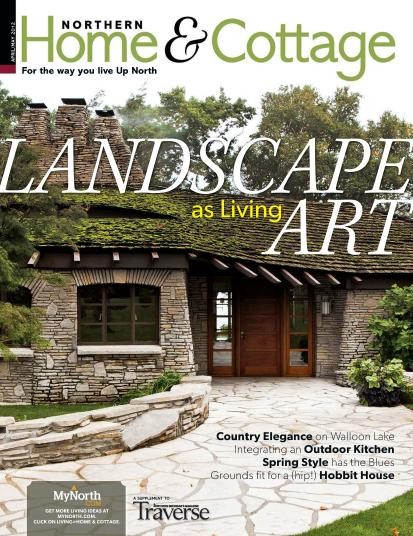 APRIL/MAY 2012
NORTHERN
Home & Cottage
For the way you live Up North
LANDSCAPE
as Living
ART
Country Elegance on Walloon Lake
Integrating an Outdoor Kitchen
Spring Style has the Blues
Grounds fit for a (hip!) Hobbit House
MyNorth
.COM
GET MORE LIVING IDEAS AT
MYNORTH.COM.
CLICK ON LIVING>HOME & COTTAGE.
A SUPPLEMENT TO
Traverse